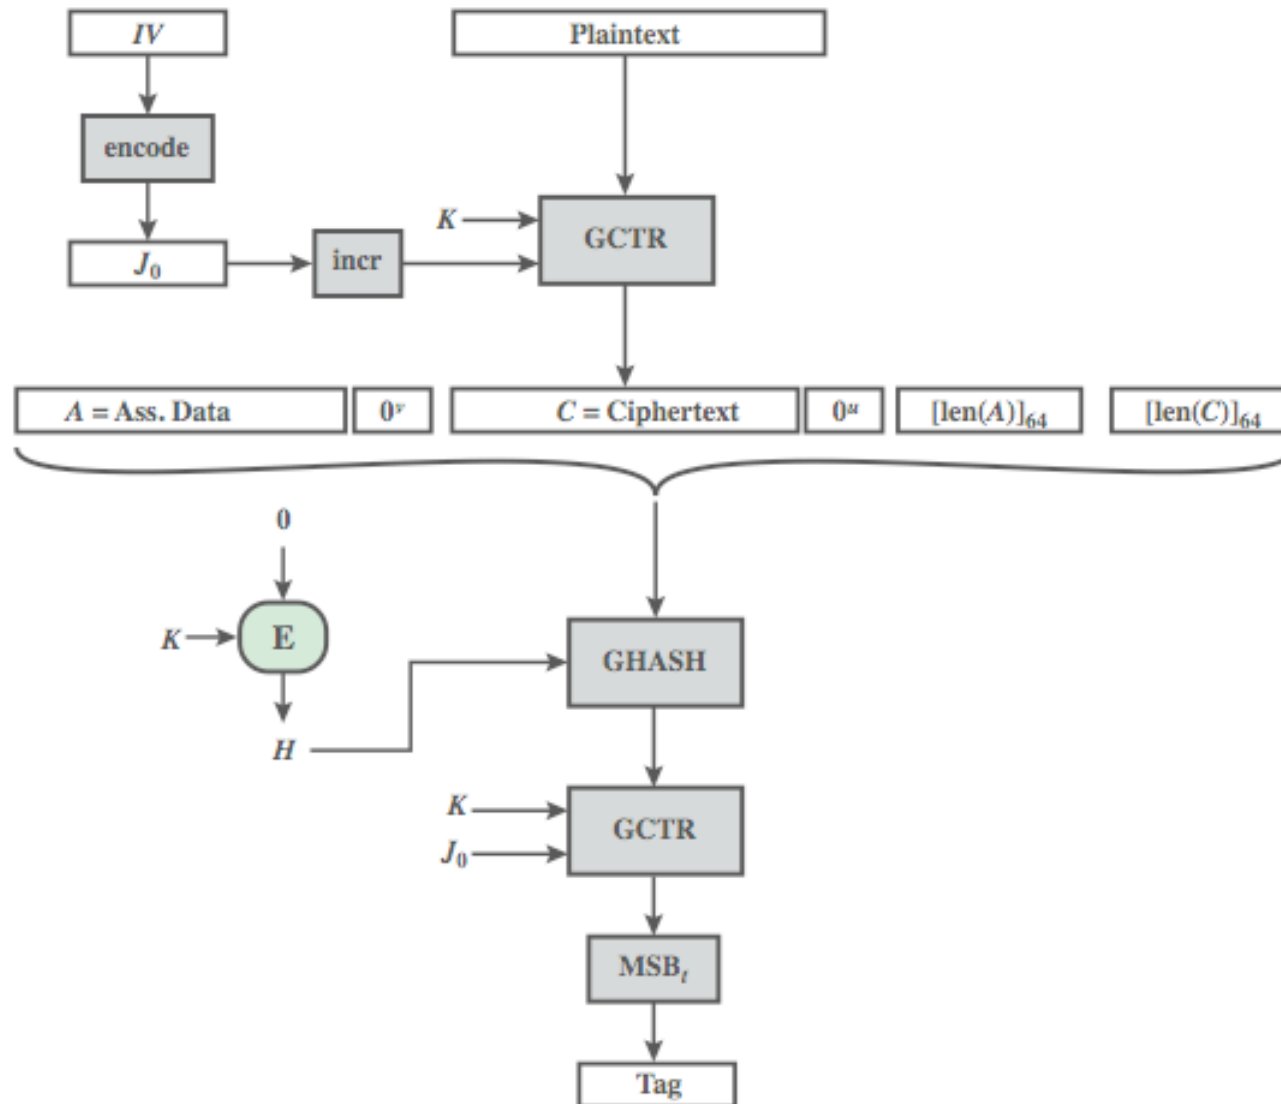 IV
Plaintext
encode
K
GCTR
J₀
incr
A = Ass. Data
0ᵛ
C = Ciphertext
0ᵘ
[len(A)]₆₄
[len(C)]₆₄
0
K
E
GHASH
H
K
GCTR
J₀
MSBₜ
Tag